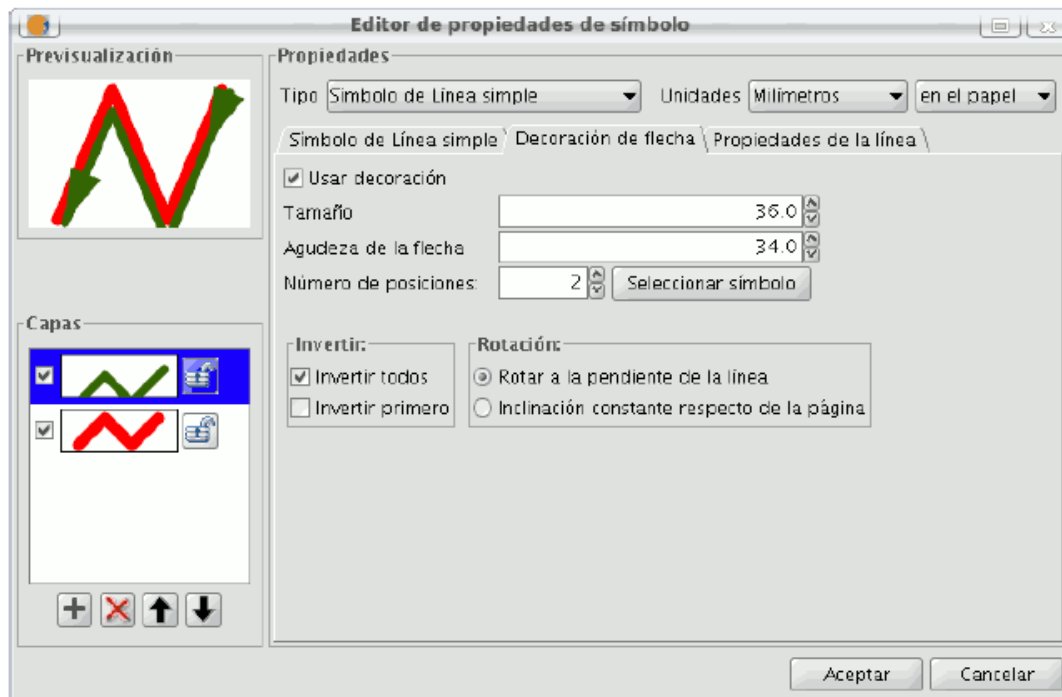 Editor de propiedades de símbolo
Previsualización
Propiedades
Tipo Símbolo de Línea simple Unidades Milímetros en el papel
Símbolo de Línea simple Decoración de flecha Propiedades de la línea
Usar decoración
Tamaño 36.0
Agudeza de la flecha 34.0
Número de posiciones: 2 Seleccionar símbolo
Capas
Invertir: Rotación:
Invertir todos Rotar a la pendiente de la línea
Invertir primero Inclinación constante respecto de la página
Aceptar Cancelar